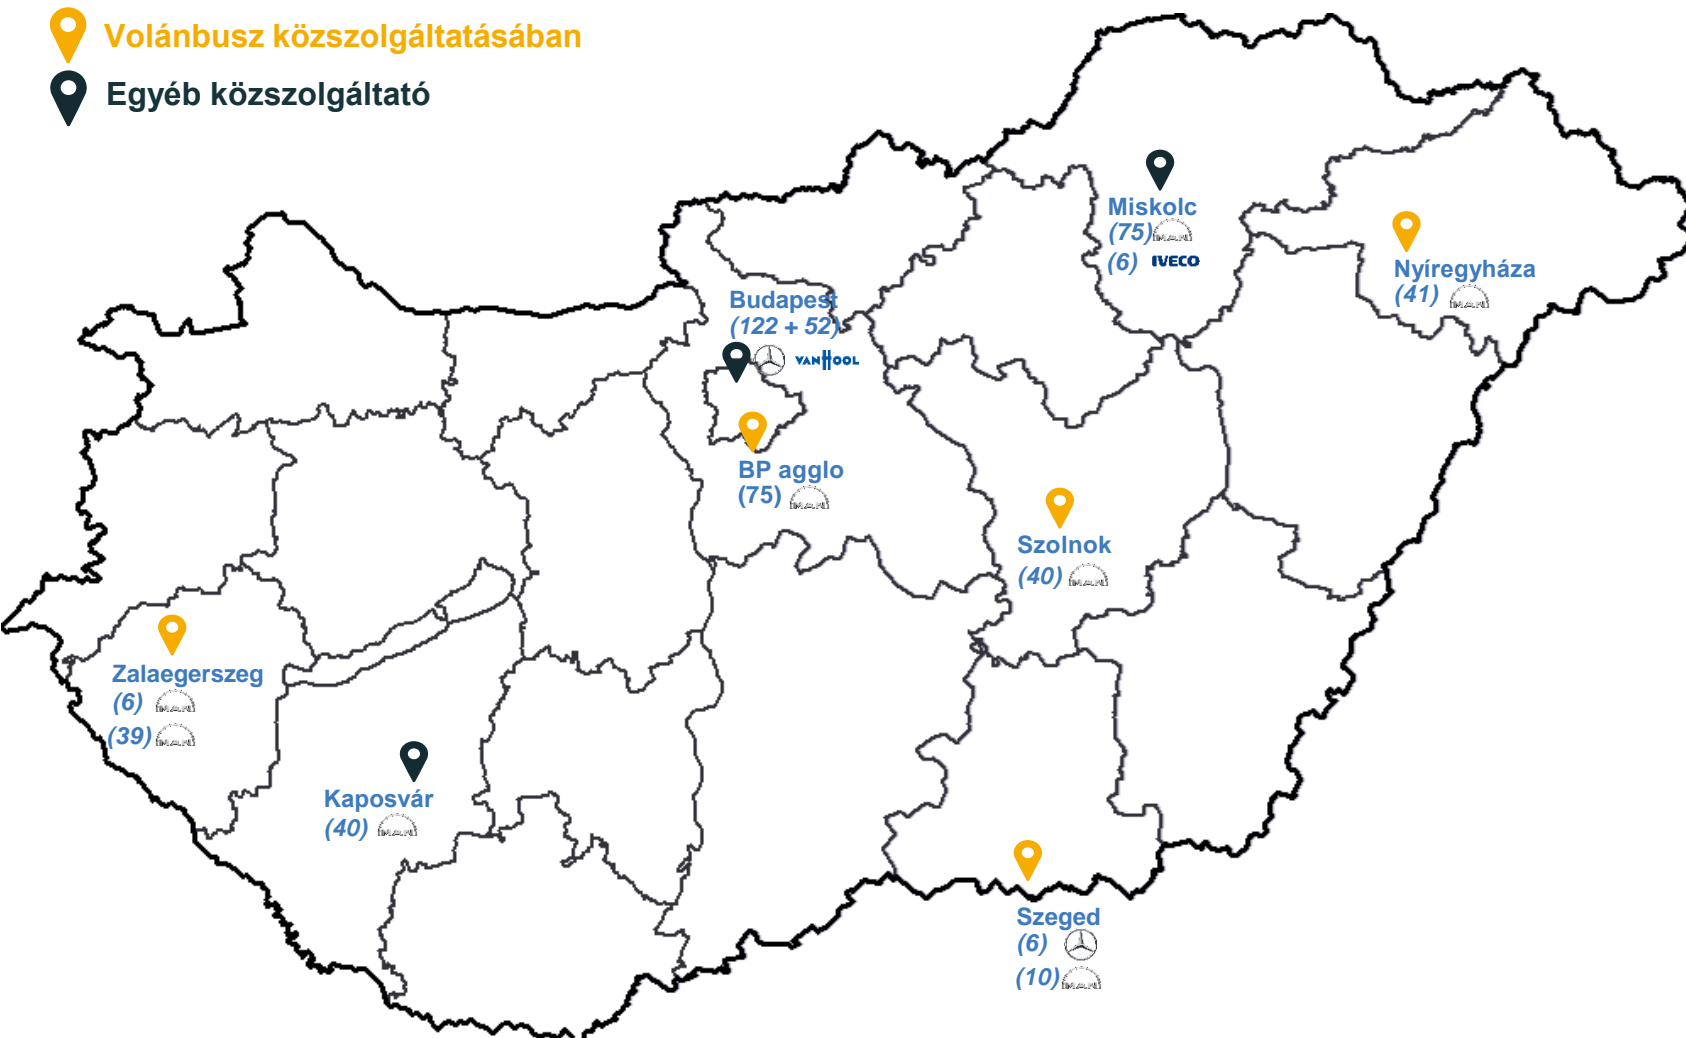 Volánbusz közszolgáltatásában
Egyéb közszolgáltató
Miskolc
(75) MAN
(6) IVECO
Nyíregyháza
(41) MAN
Budapest
(122 + 52)
VANHOOL
BP agglo
(75) MAN
Szolnok
(40) MAN
Zalaegerszeg
(6) MAN
(39) MAN
Kaposvár
(40) MAN
Szeged
(6)
(10) MAN